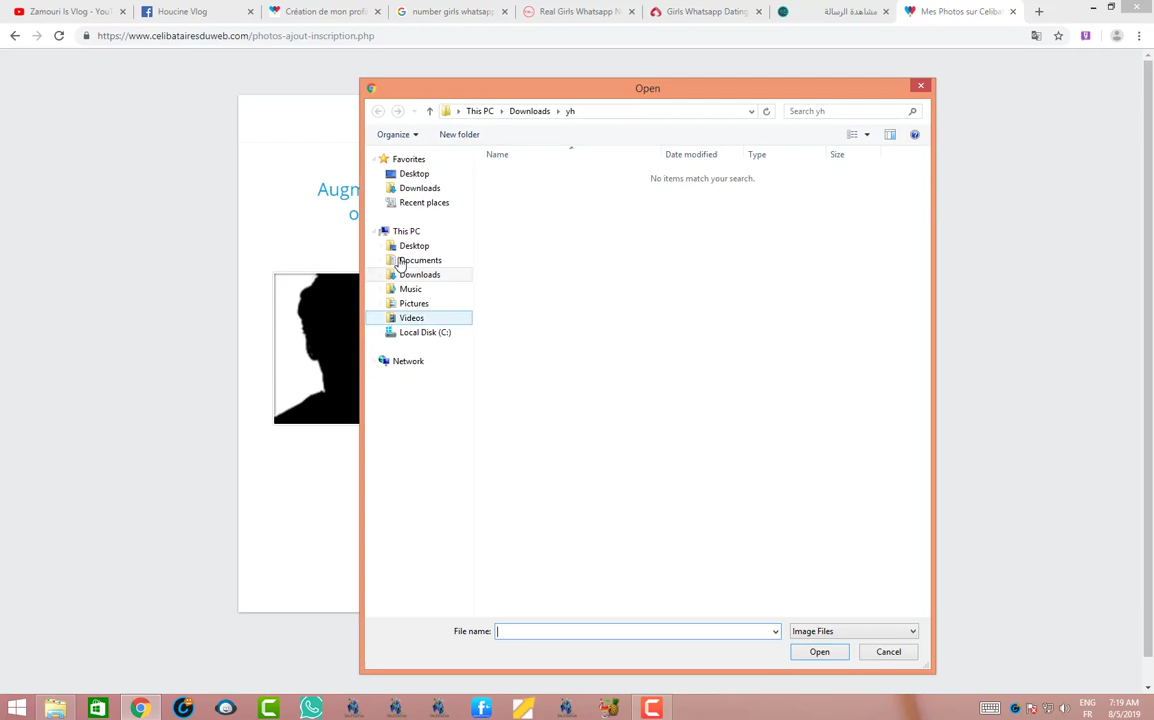 Zamouri Is Vlog - You
Houcine Vlog
Création de mon profi
number girls whatsapp
Real Girls Whatsapp N
Girls Whatsapp Dating
مشاهدة الرسالة
Mes Photos sur Celiba
https://www.celibatairesduweb.com/photos-ajout-inscription.php
Open
This PC
Downloads
yh
Search yh
Organize
New folder
Favorites
Desktop
Downloads
Recent places
This PC
Desktop
Documents
Downloads
Music
Pictures
Videos
Local Disk (C:)
Network
Name
Date modified
Type
Size
No items match your search.
Augm
o
File name:
Image Files
Open
Cancel
ENG
FR
7:19 AM
8/5/2019